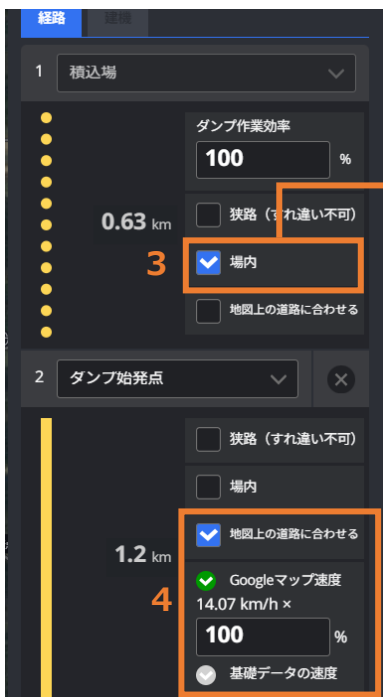 経路 建機
1 積込場
ダンプ作業効率
100 %
0.63 km
狭路（すれ違い不可）
3
場内
地図上の道路に合わせる
2 ダンプ始発点
狭路（すれ違い不可）
場内
地図上の道路に合わせる
1.2 km
Googleマップ速度
4
14.07 km/h ×
100 %
基礎データの速度